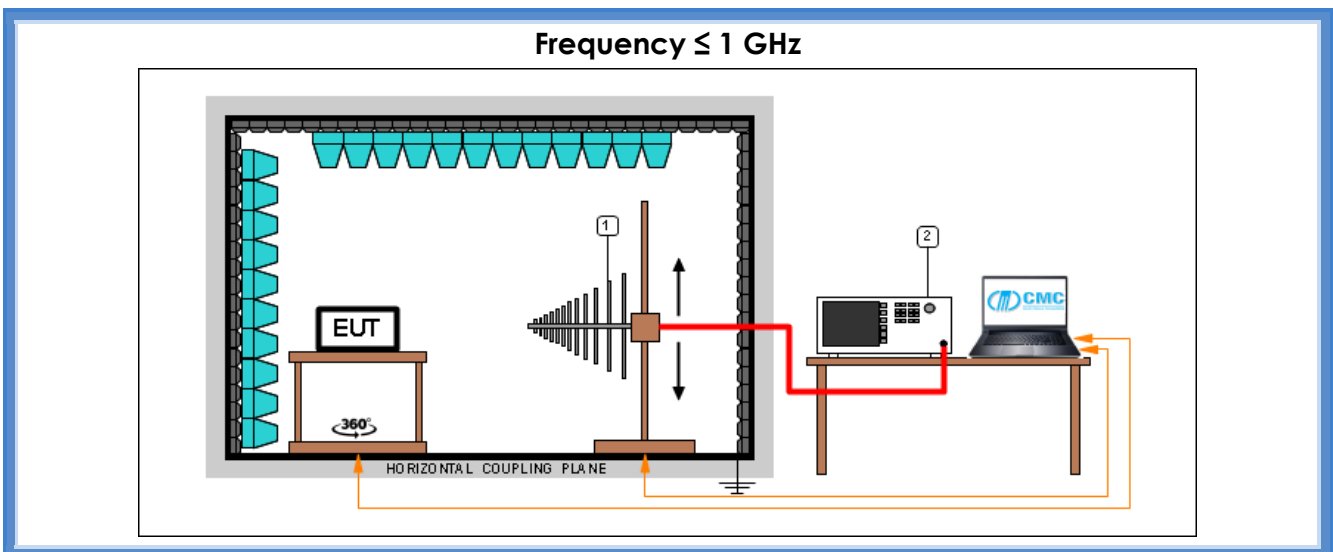 Frequency ≤ 1 GHz
1
2
CMC
EUT
360°
HORIZONTAL COUPLING PLANE